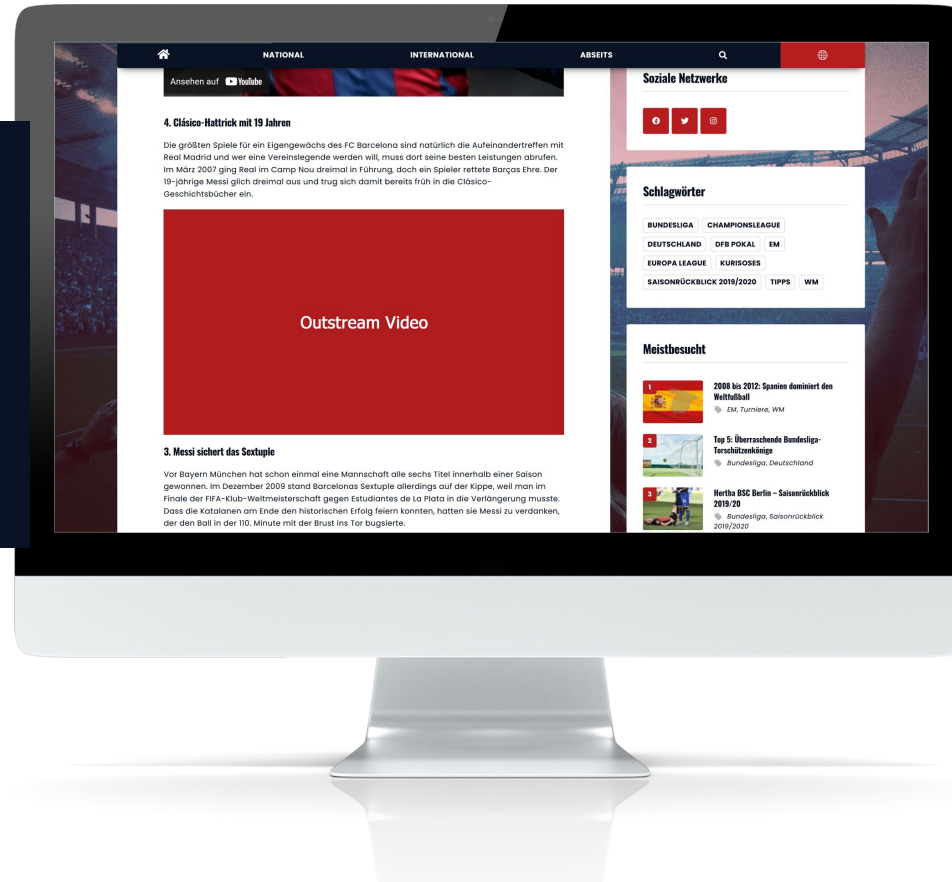 NATIONAL
INTERNATIONAL
ABSEITS
Ansehen auf YouTube
4. Clásico-Hattrick mit 19 Jahren
Die größten Spiele für ein Eigengewächs des FC Barcelona sind natürlich die Aufeinandertreffen mit
Real Madrid und wer eine Vereinslegende werden will, muss dort seine besten Leistungen abrufen.
Im März 2007 ging Real im Camp Nou dreimal in Führung, doch ein Spieler rettete Barças Ehre. Der
19-jährige Messi glich dreimal aus und trug sich damit bereits früh in die Clásico-
Geschichtsbücher ein.
Outstream Video
3. Messi sichert das Sextuple
Vor Bayern München hat schon einmal eine Mannschaft alle sechs Titel innerhalb einer Saison
gewonnen. Im Dezember 2009 stand Barcelonas Sextuple allerdings auf der Kippe, weil man im
Finale der FIFA-Klub-Weltmeisterschaft gegen Estudiantes de La Plata in die Verlängerung musste.
Dass die Katalanen am Ende den historischen Erfolg feiern konnten, hatten sie Messi zu verdanken,
der den Ball in der 110. Minute mit der Brust ins Tor bugsierte.
Soziale Netzwerke
Schlagwörter
BUNDESLIGA CHAMPIONSLEAGUE
DEUTSCHLAND DFB POKAL EM
EUROPA LEAGUE KURISOSES
SAISONRÜCKBLICK 2019/2020 TIPPS WM
Meistbesucht
1
2008 bis 2012: Spanien dominiert den
Weltfußball
EM, Turniere, WM
2
Top 5: Überraschende Bundesliga-
Torschützenkönige
Bundesliga, Deutschland
3
Hertha BSC Berlin – Saisonrückblick
2019/20
Bundesliga, Saisonrückblick
2019/2020